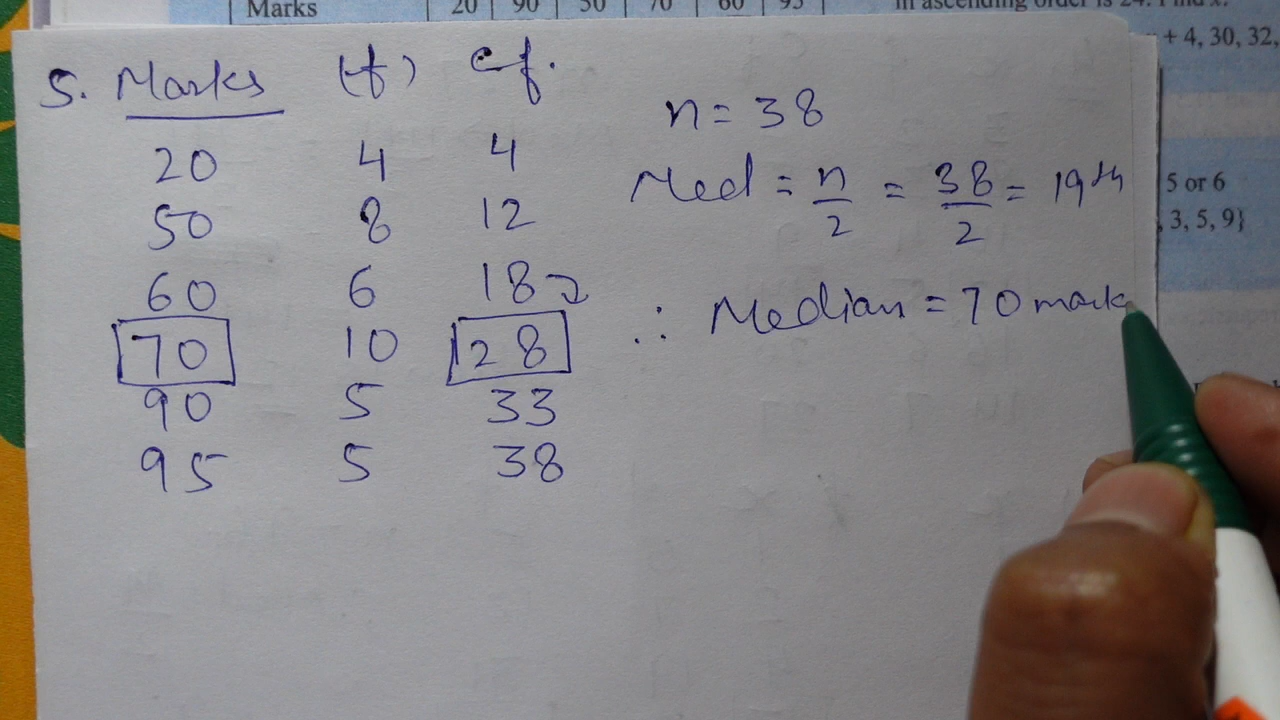 Marks 20 90 50 70 60 95
in ascending order is 24. Find x.
+ 4, 30, 32,
5 or 6
3, 5, 9}
5. Marks (f) cf.
20 4 4
50 8 12
60 6 18
70 10 28
90 5 33
95 5 38
n = 38
Med = n/2 = 38/2 = 19th
∴ Median = 70 mark